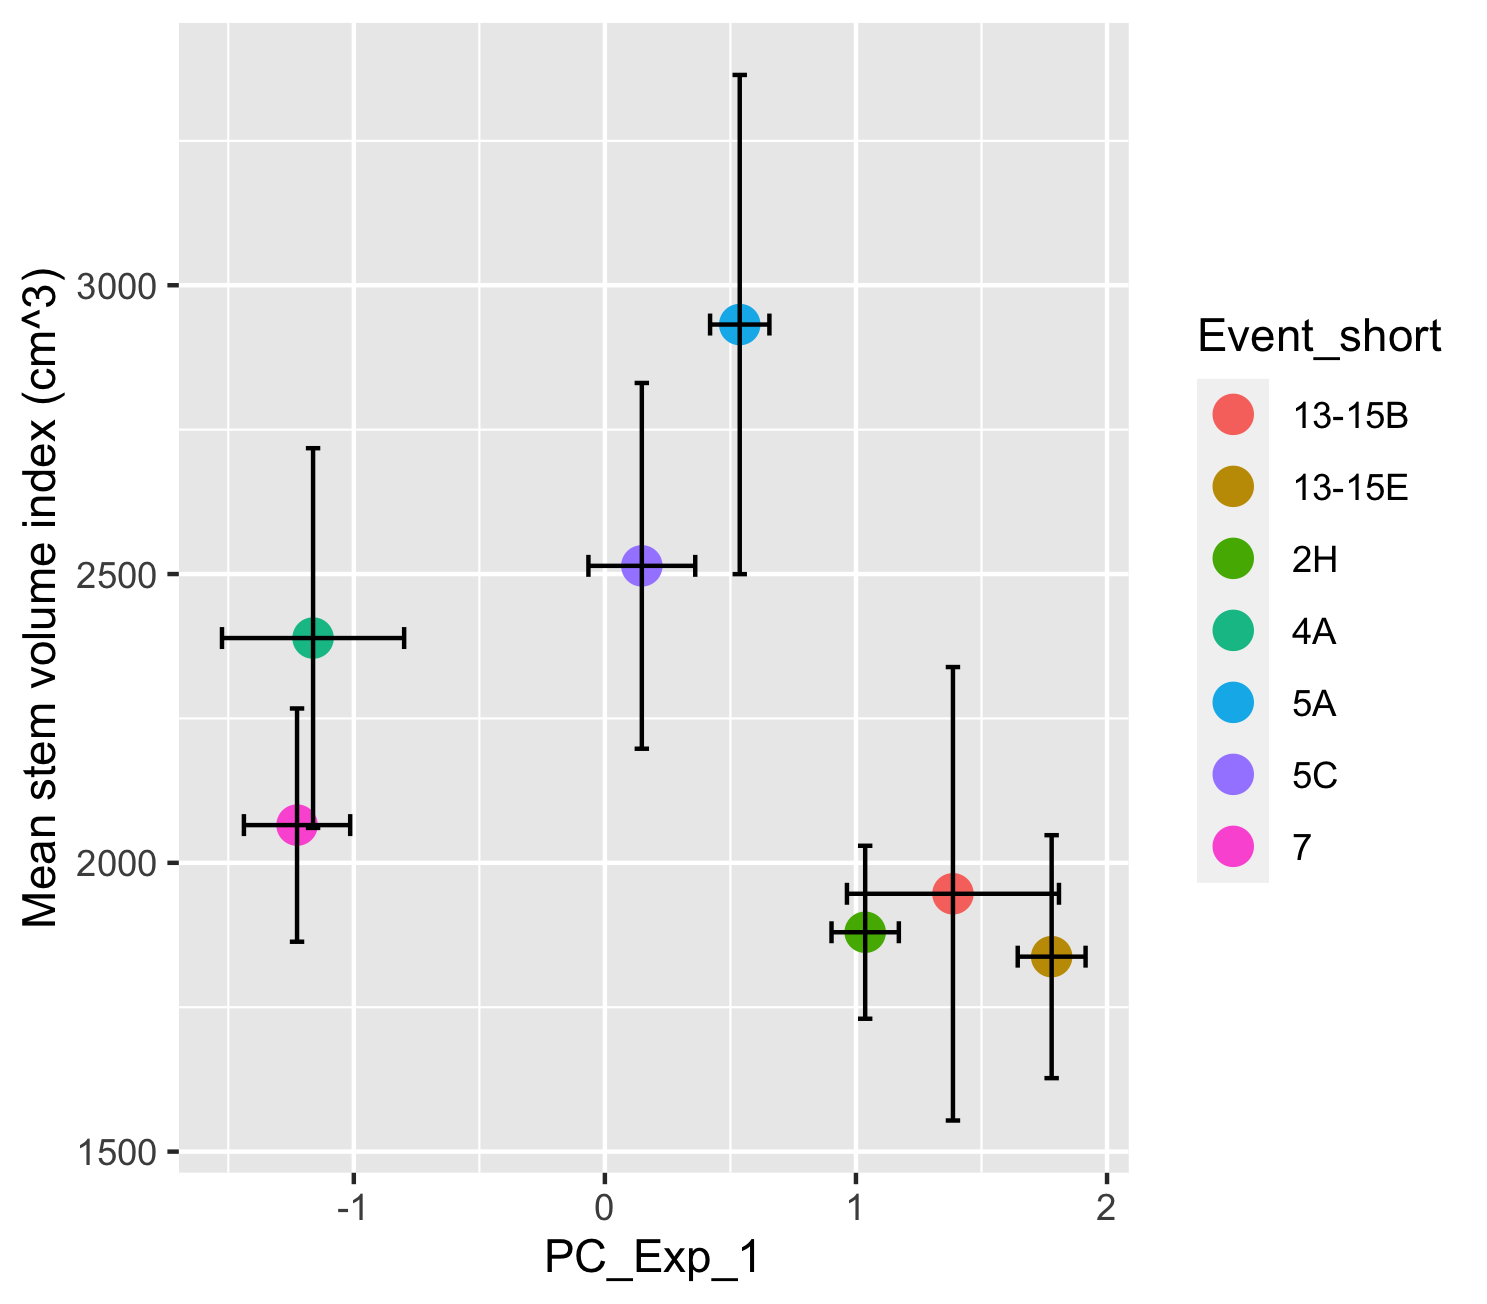 Mean stem volume index (cm^3)
3000
2500
2000
1500
-1
0
1
2
PC_Exp_1
Event_short
13-15B
13-15E
2H
4A
5A
5C
7